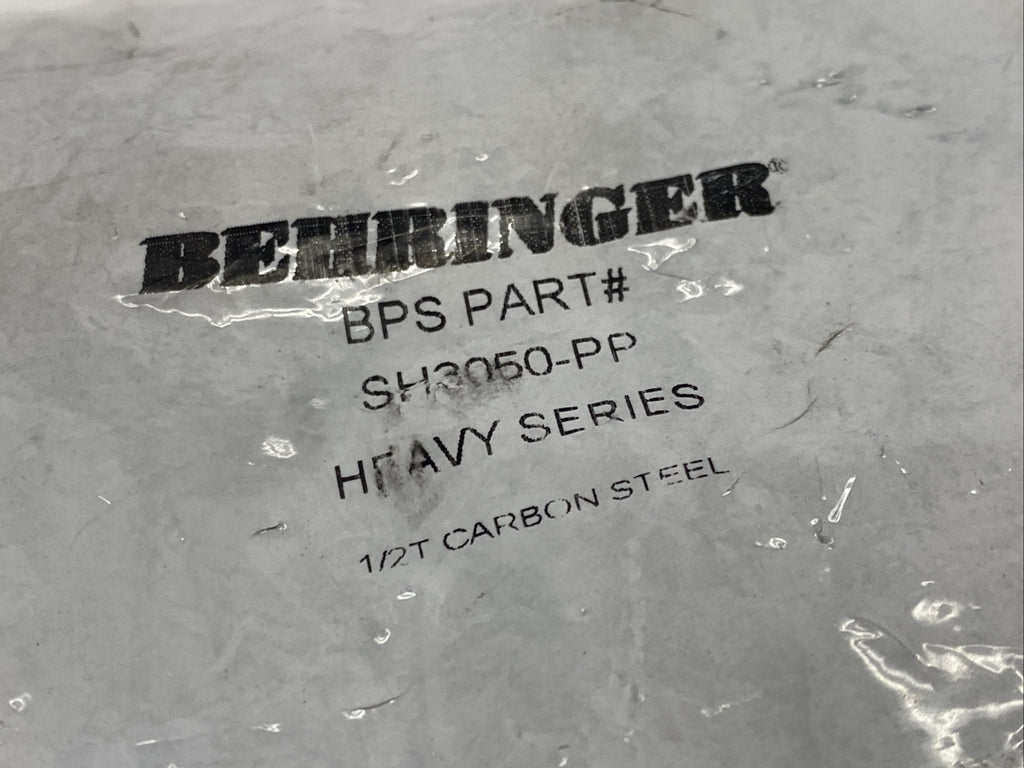 BEHRINGER
BPS PART#
SH3050-PP
HEAVY SERIES
1/2T CARBON STEEL